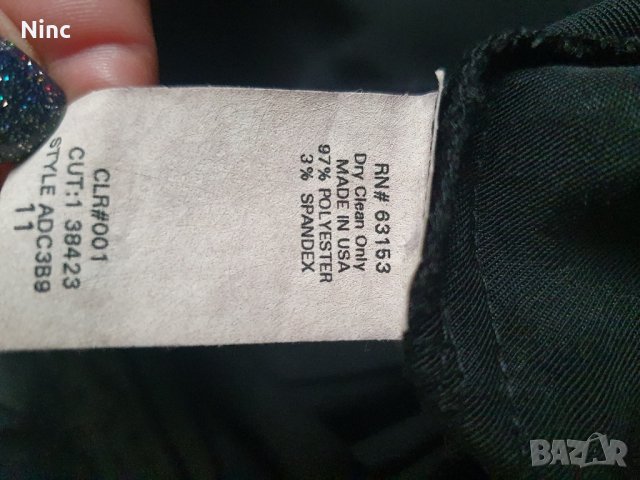 Ninc
RN# 63153
Dry Clean Only
MADE IN USA
97% POLYESTER
3% SPANDEX
CLR#001
CUT:1 38423
STYLE ADC3B9
11
BAZAR